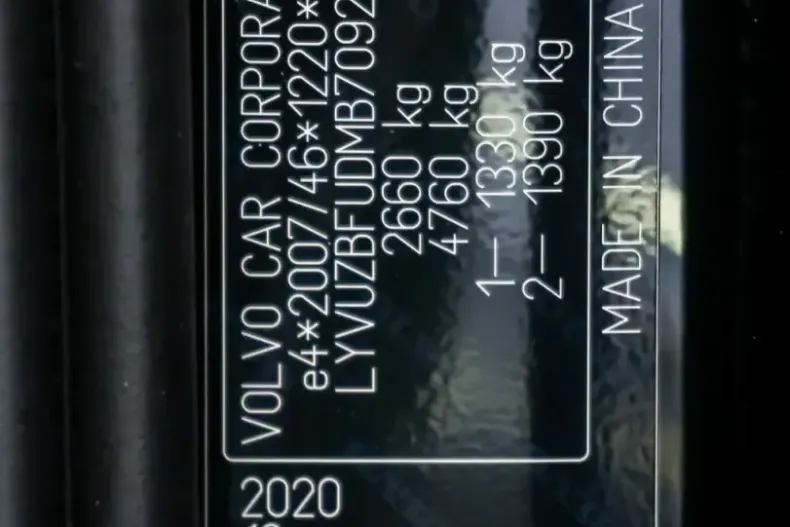 VOLVO CAR CORPORA
e4*2007/46*1220*
LYVUZBFUDMB7092
2660 kg
4760 kg
1— 1330 kg
2— 1390 kg
MADE IN CHINA
2020